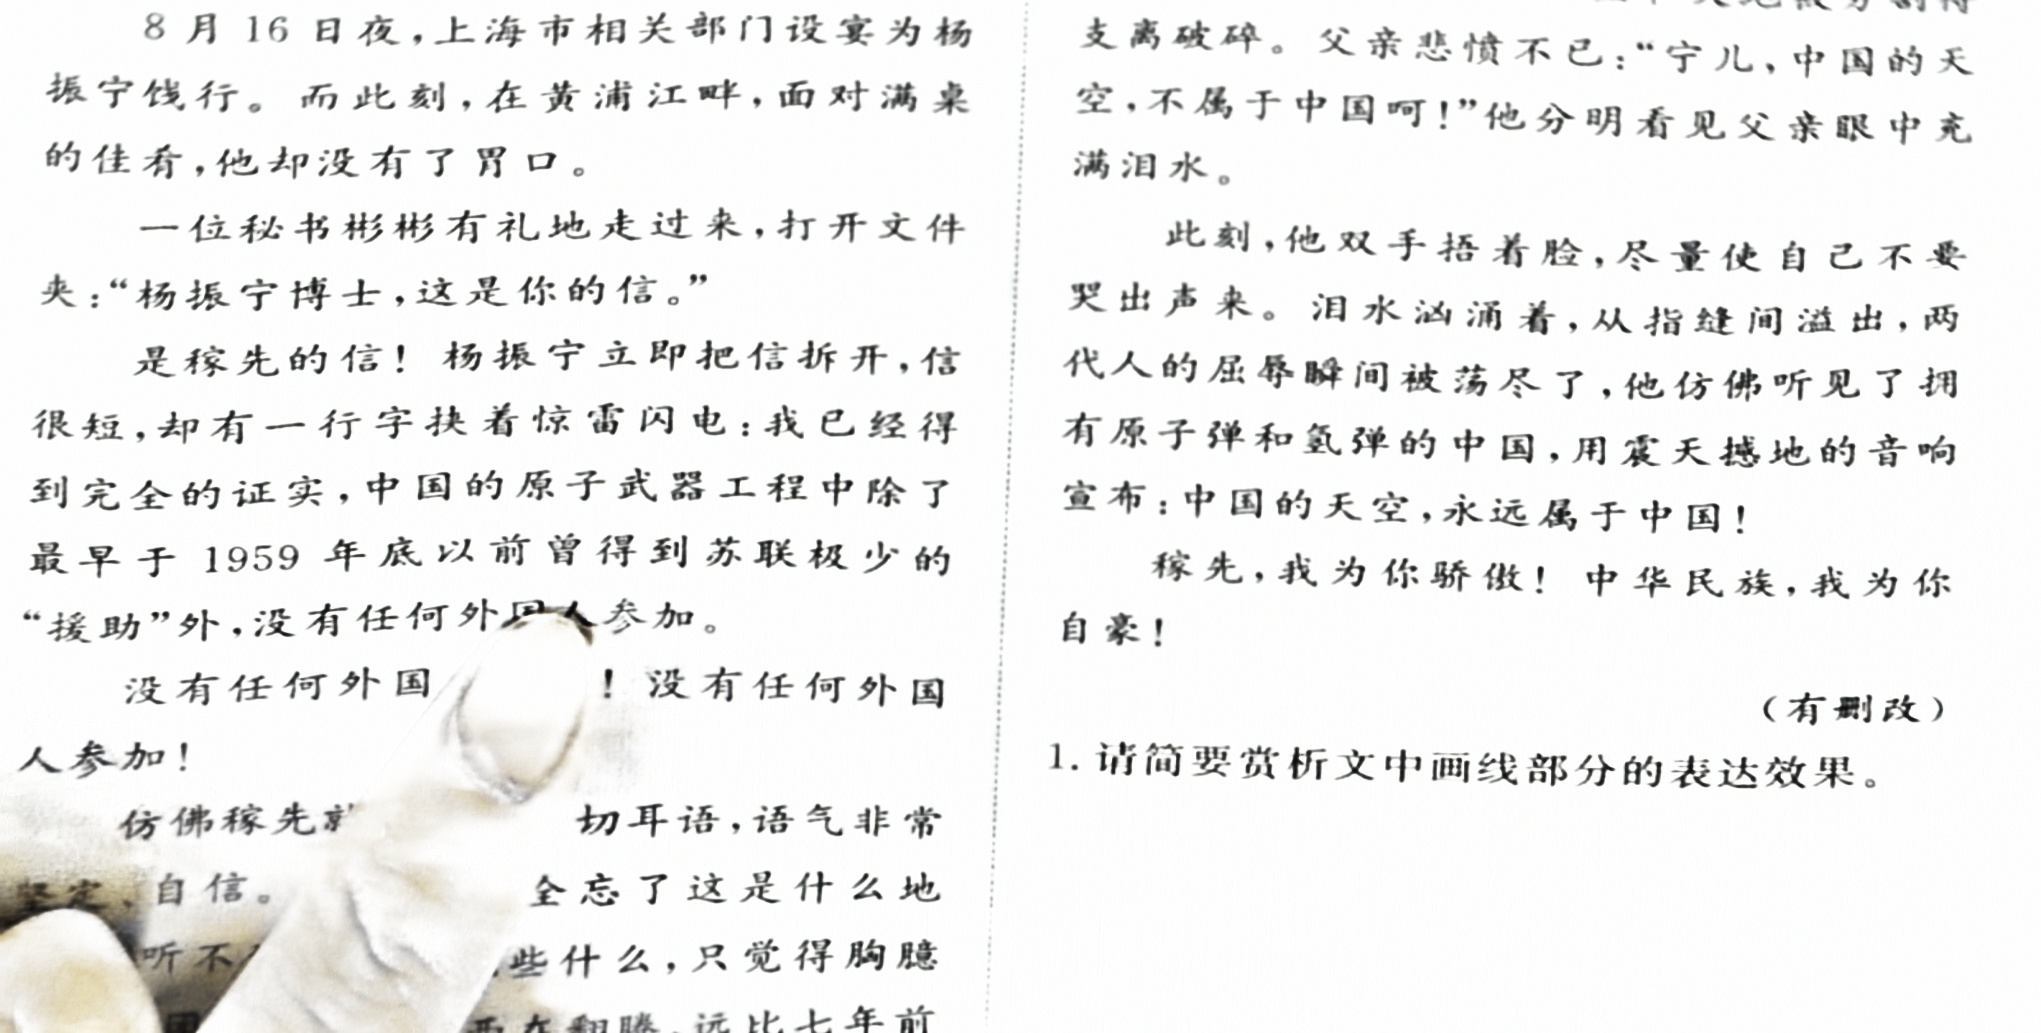 8月16日夜,上海市相关部门设宴为杨
振宁饯行。而此刻,在黄浦江畔,面对满桌
的佳肴,他却没有了胃口。
一位秘书彬彬有礼地走过来,打开文件
夹:“杨振宁博士,这是你的信。”
是稼先的信! 杨振宁立即把信拆开,信
很短,却有一行字挟着惊雷闪电:我已经得
到完全的证实,中国的原子武器工程中除了
最早于 1959 年底以前曾得到苏联极少的
“援助”外,没有任何外国人参加。
没有任何外国 ! 没有任何外国
人参加!
仿佛稼先就 切耳语,语气非常
坚定、自信。 全忘了这是什么地
听不 些什么,只觉得胸臆
翻腾,远比七年前
支离破碎。父亲悲愤不已:“宁儿,中国的天
空,不属于中国呵!”他分明看见父亲眼中充
满泪水。
此刻,他双手捂着脸,尽量使自己不要
哭出声来。泪水汹涌着,从指缝间溢出,两
代人的屈辱瞬间被荡尽了,他仿佛听见了拥
有原子弹和氢弹的中国,用震天撼地的音响
宣布:中国的天空,永远属于中国!
稼先,我为你骄傲! 中华民族,我为你
自豪!
(有删改)
1. 请简要赏析文中画线部分的表达效果。